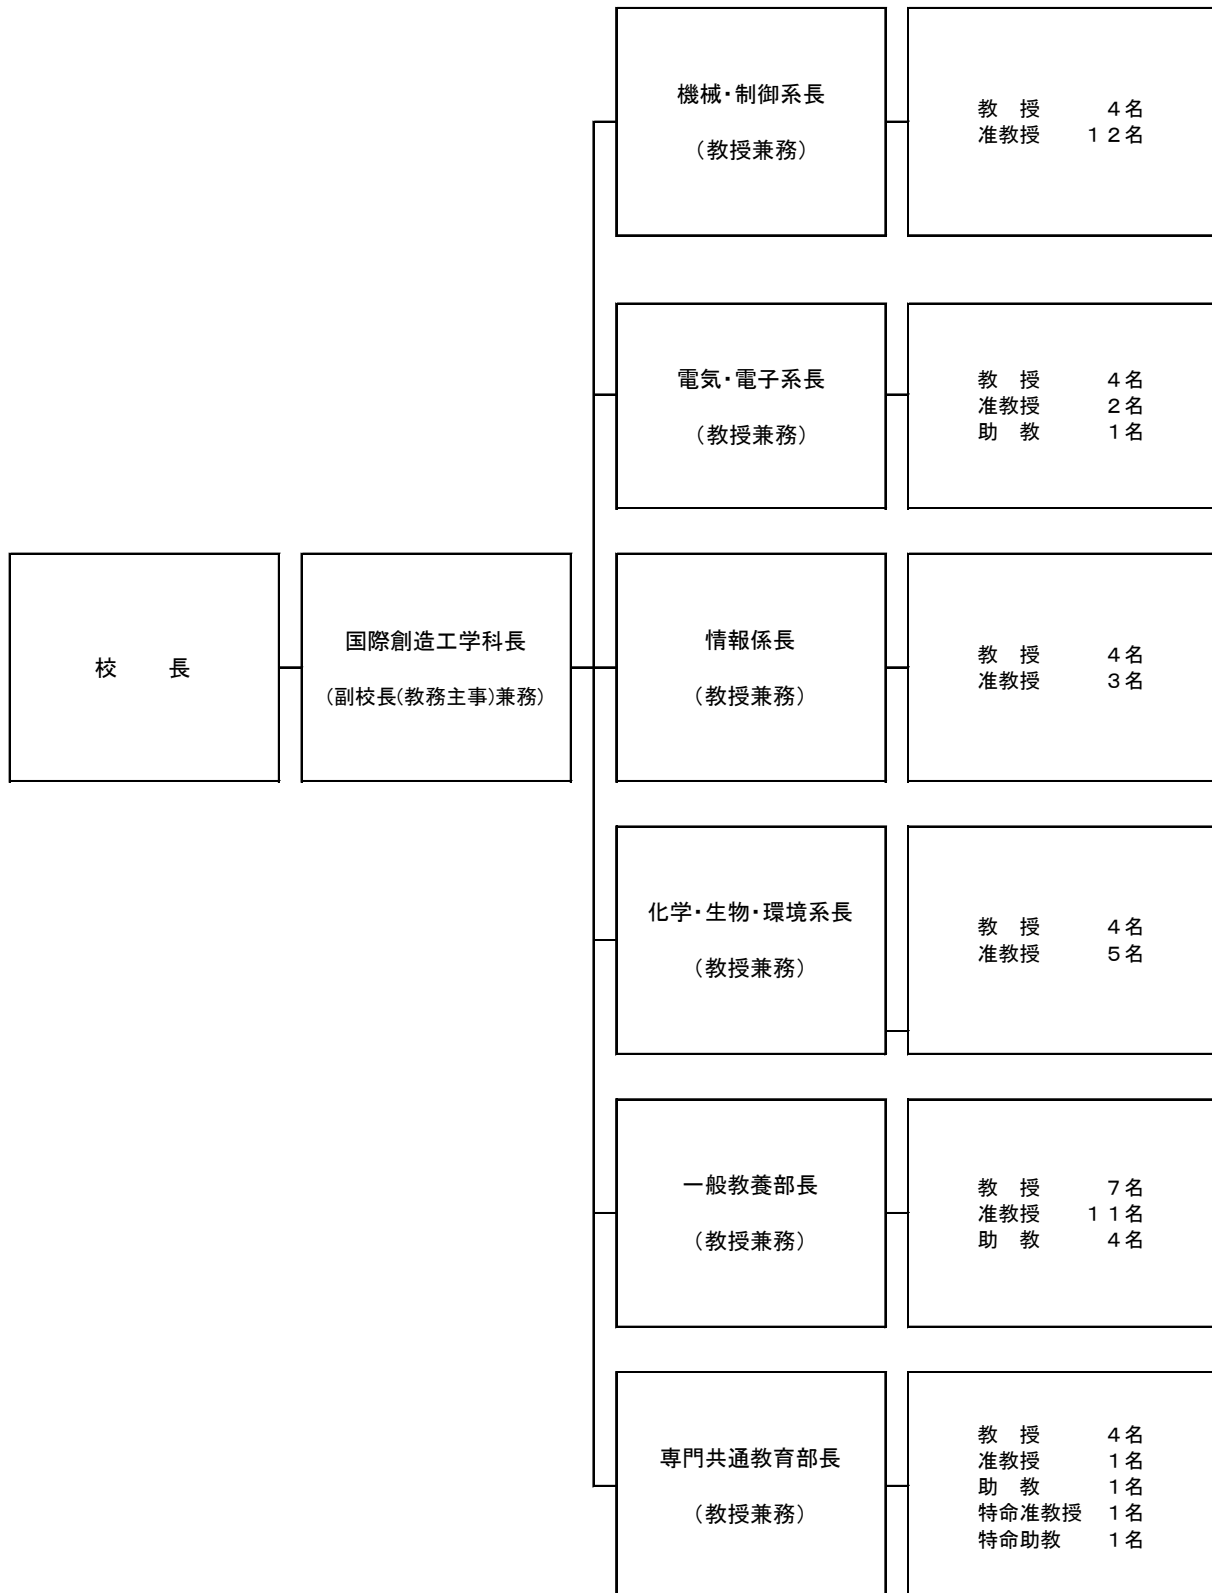 機械・制御系長
（教授兼務）
教　授　　　４名
准教授　　１２名
電気・電子系長
（教授兼務）
教　授　　　４名
准教授　　　２名
助　教　　　１名
校　　長
国際創造工学科長
(副校長(教務主事)兼務)
情報係長
（教授兼務）
教　授　　　４名
准教授　　　３名
化学・生物・環境系長
（教授兼務）
教　授　　　４名
准教授　　　５名
一般教養部長
（教授兼務）
教　授　　　７名
准教授　　１１名
助　教　　　４名
専門共通教育部長
（教授兼務）
教　授　　　４名
准教授　　　１名
助　教　　　１名
特命准教授　１名
特命助教　　１名